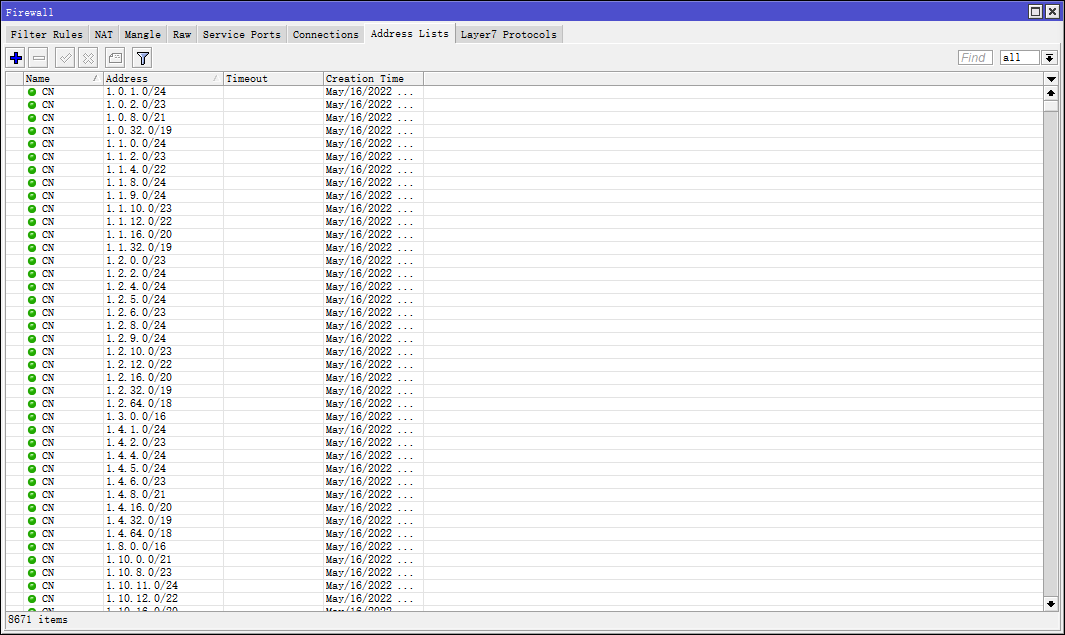 Firewall
Filter Rules NAT Mangle Raw Service Ports Connections Address Lists Layer7 Protocols
Find all
Name Address Timeout Creation Time
CN 1.0.1.0/24 May/16/2022 ...
CN 1.0.2.0/23 May/16/2022 ...
CN 1.0.8.0/21 May/16/2022 ...
CN 1.0.32.0/19 May/16/2022 ...
CN 1.1.0.0/24 May/16/2022 ...
CN 1.1.2.0/23 May/16/2022 ...
CN 1.1.4.0/22 May/16/2022 ...
CN 1.1.8.0/24 May/16/2022 ...
CN 1.1.9.0/24 May/16/2022 ...
CN 1.1.10.0/23 May/16/2022 ...
CN 1.1.12.0/22 May/16/2022 ...
CN 1.1.16.0/20 May/16/2022 ...
CN 1.1.32.0/19 May/16/2022 ...
CN 1.2.0.0/23 May/16/2022 ...
CN 1.2.2.0/24 May/16/2022 ...
CN 1.2.4.0/24 May/16/2022 ...
CN 1.2.5.0/24 May/16/2022 ...
CN 1.2.6.0/23 May/16/2022 ...
CN 1.2.8.0/24 May/16/2022 ...
CN 1.2.9.0/24 May/16/2022 ...
CN 1.2.10.0/23 May/16/2022 ...
CN 1.2.12.0/22 May/16/2022 ...
CN 1.2.16.0/20 May/16/2022 ...
CN 1.2.32.0/19 May/16/2022 ...
CN 1.2.64.0/18 May/16/2022 ...
CN 1.3.0.0/16 May/16/2022 ...
CN 1.4.1.0/24 May/16/2022 ...
CN 1.4.2.0/23 May/16/2022 ...
CN 1.4.4.0/24 May/16/2022 ...
CN 1.4.5.0/24 May/16/2022 ...
CN 1.4.6.0/23 May/16/2022 ...
CN 1.4.8.0/21 May/16/2022 ...
CN 1.4.16.0/20 May/16/2022 ...
CN 1.4.32.0/19 May/16/2022 ...
CN 1.4.64.0/18 May/16/2022 ...
CN 1.8.0.0/16 May/16/2022 ...
CN 1.10.0.0/21 May/16/2022 ...
CN 1.10.8.0/23 May/16/2022 ...
CN 1.10.11.0/24 May/16/2022 ...
CN 1.10.12.0/22 May/16/2022 ...
CN 1.10.16.0/20 May/16/2022 ...
8671 items